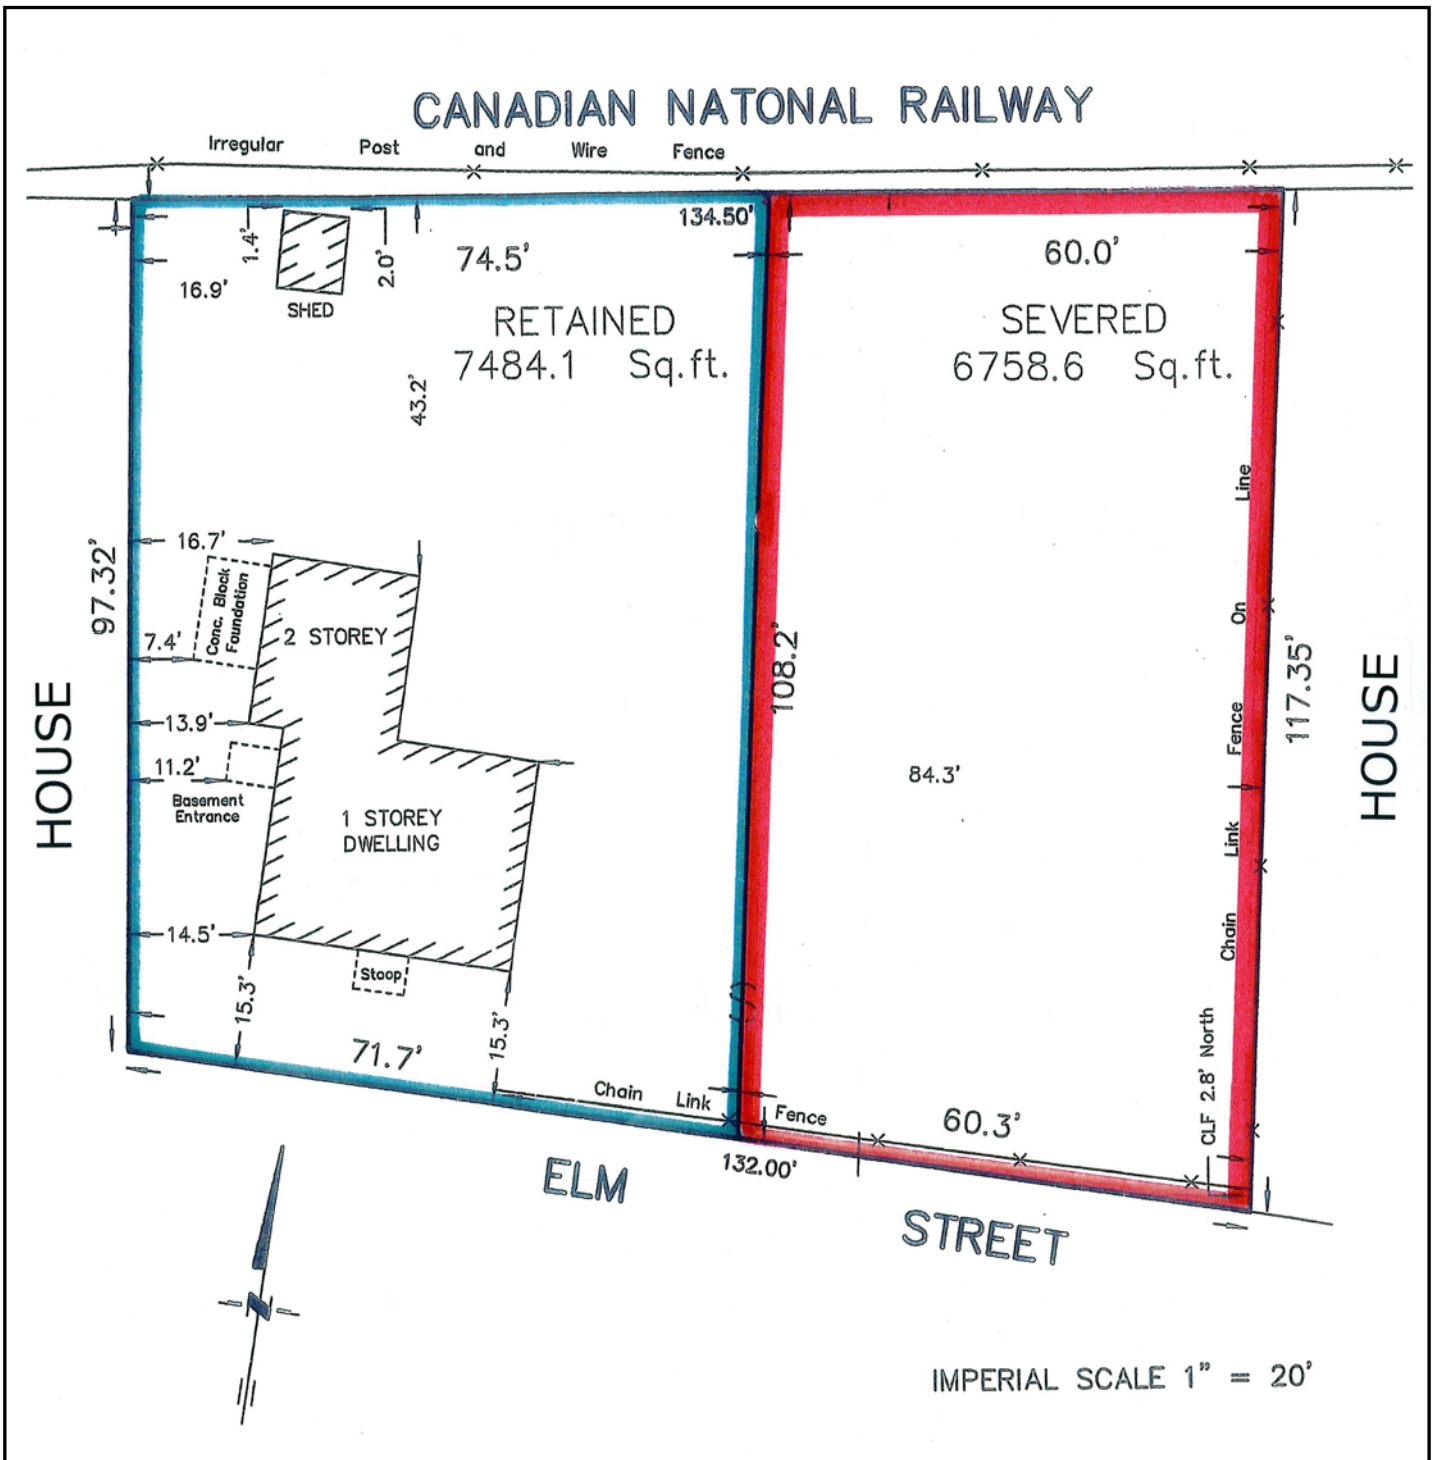 CANADIAN NATONAL RAILWAY
Irregular Post and Wire Fence
134.50'
1.4'
2.0'
74.5'
60.0'
16.9'
SHED
RETAINED
7484.1 Sq.ft.
SEVERED
6758.6 Sq.ft.
43.2'
97.32'
16.7'
Conc. Block
Foundation
2 STOREY
7.4'
13.9'
11.2'
Basement
Entrance
1 STOREY
DWELLING
108.2'
84.3'
Chain Link Fence On Line
117.35'
HOUSE
HOUSE
14.5'
Stoop
15.3'
15.3'
71.7'
Chain Link Fence
60.3'
CLF 2.8' North
132.00'
ELM STREET
IMPERIAL SCALE 1" = 20'